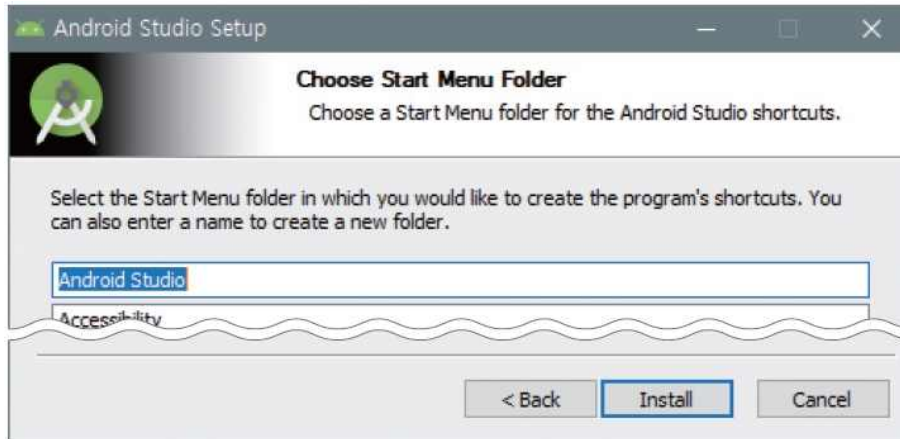 Android Studio Setup
Choose Start Menu Folder
Choose a Start Menu folder for the Android Studio shortcuts.
Select the Start Menu folder in which you would like to create the program's shortcuts. You
can also enter a name to create a new folder.
Android Studio
Accessibility
< Back
Install
Cancel